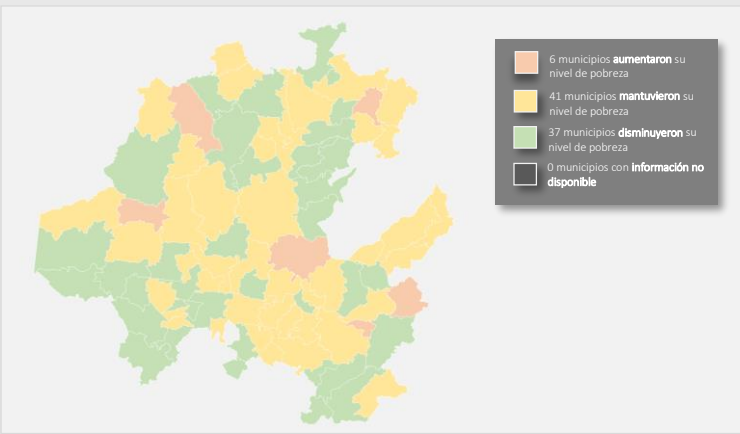 6 municipios aumentaron su
nivel de pobreza
41 municipios mantuvieron su
nivel de pobreza
37 municipios disminuyeron su
nivel de pobreza
0 municipios con información no
disponible